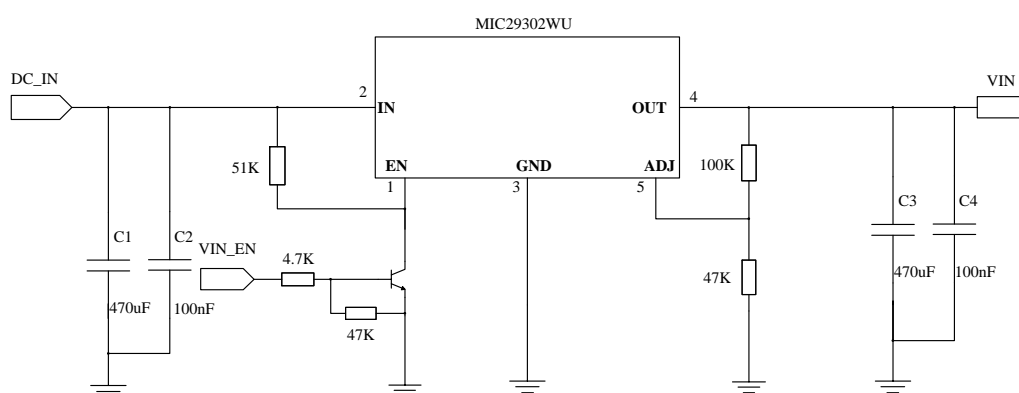 MIC29302WU
DC_IN
VIN
2
IN
OUT
4
51K
EN
GND
ADJ
100K
1
3
5
C1
C2
VIN_EN
4.7K
C3
C4
47K
470uF
100nF
47K
470uF
100nF